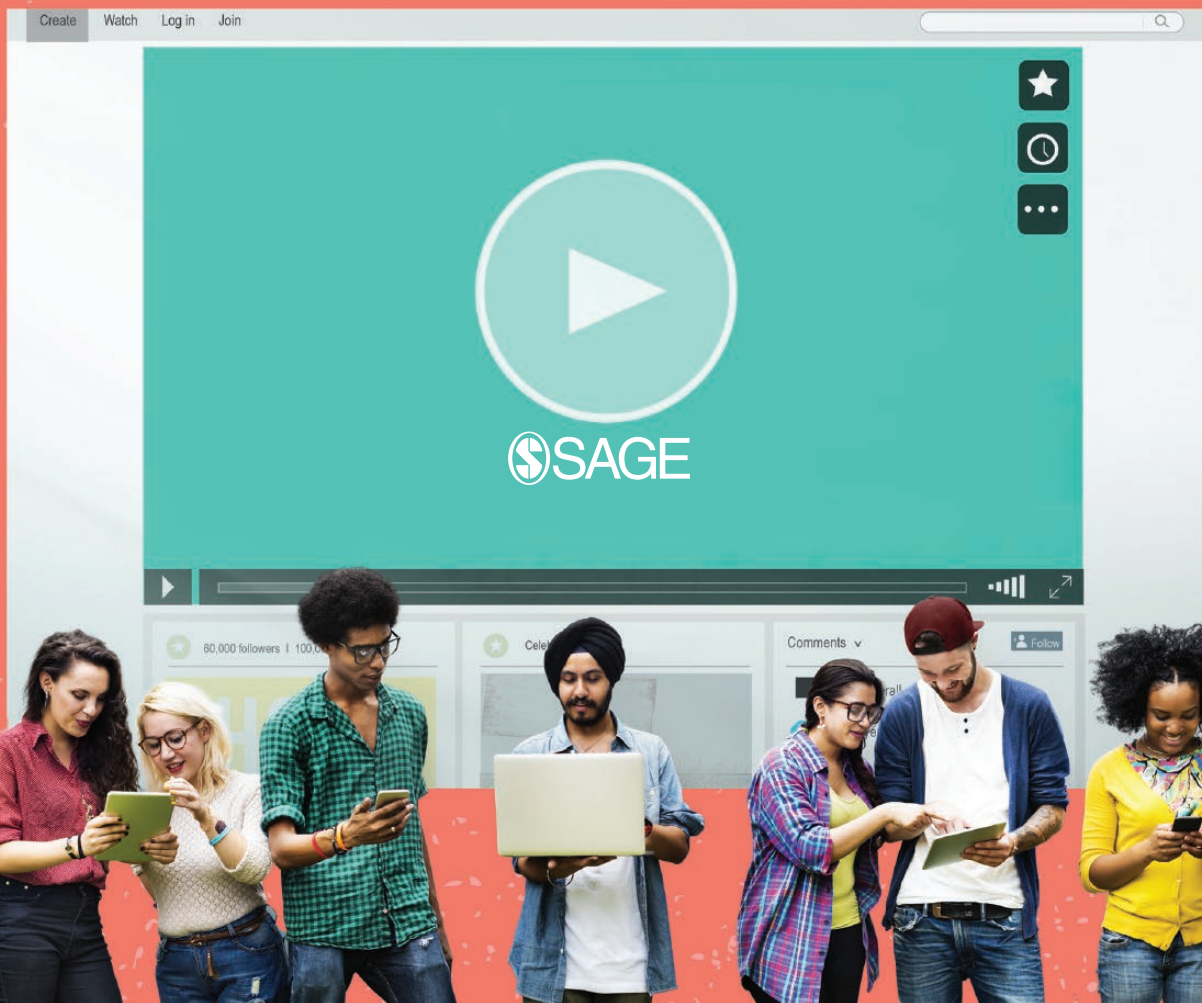 Create Watch Log in Join
SAGE
60,000 followers I
Comments v
Follow